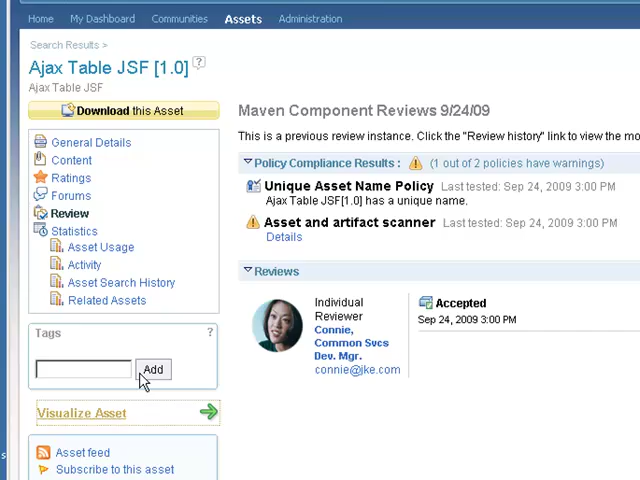 Home My Dashboard Communities Assets Administration
Search Results >
Ajax Table JSF [1.0] ?
Ajax Table JSF
Download this Asset
General Details
Content
Ratings
Forums
Review
Statistics
Asset Usage
Activity
Asset Search History
Related Assets
Tags ?
Add
Visualize Asset
Asset feed
Subscribe to this asset
Maven Component Reviews 9/24/09
This is a previous review instance. Click the "Review history" link to view the mo
Policy Compliance Results : (1 out of 2 policies have warnings)
Unique Asset Name Policy Last tested: Sep 24, 2009 3:00 PM
Ajax Table JSF[1.0] has a unique name.
Asset and artifact scanner Last tested: Sep 24, 2009 3:00 PM
Details
Reviews
Individual
Reviewer
Connie,
Common Svcs
Dev. Mgr.
connie@jke.com
Accepted
Sep 24, 2009 3:00 PM
s